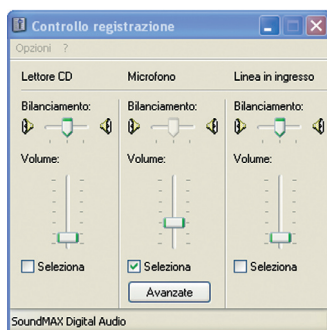 Controllo registrazione
Opzioni ?
Lettore CD Microfono Linea in ingresso
Bilanciamento: Bilanciamento: Bilanciamento:
Volume: Volume: Volume:
Seleziona Seleziona Seleziona
Avanzate
SoundMAX Digital Audio